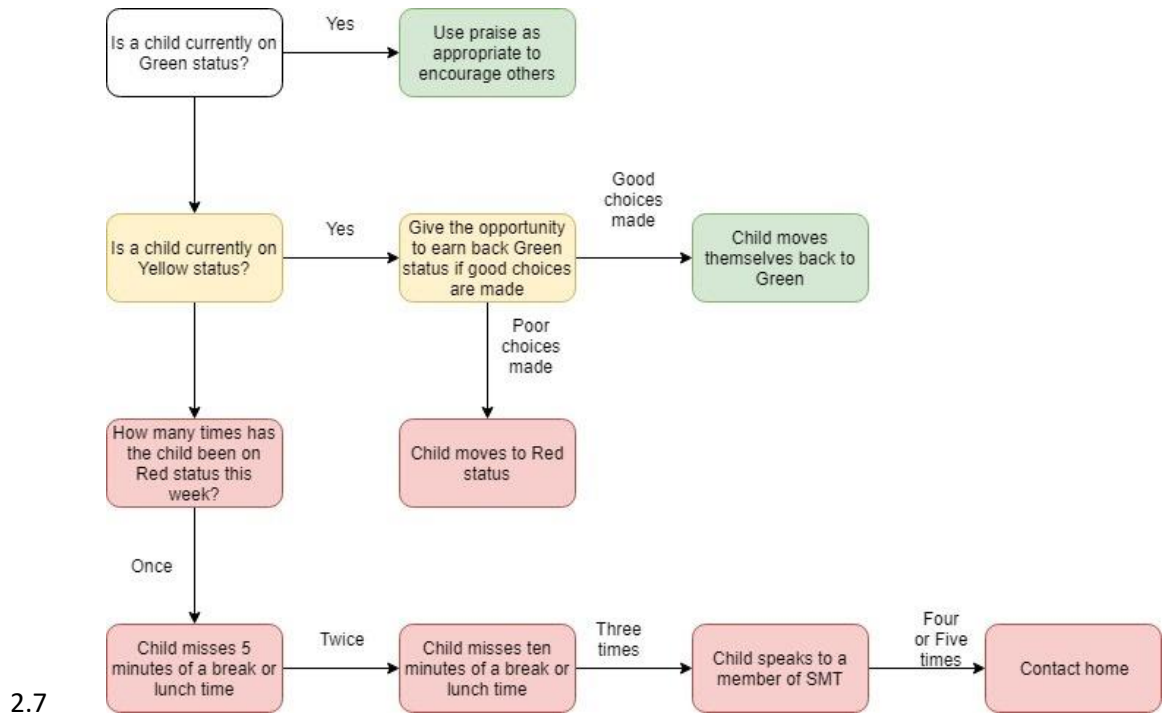 Is a child currently on
Green status?
Yes
Use praise as
appropriate to
encourage others
Is a child currently on
Yellow status?
Yes
Give the opportunity
to earn back Green
status if good choices
are made
Good
choices
made
Child moves
themselves back to
Green
Poor
choices
made
How many times has
the child been on
Red status this
week?
Child moves to Red
status
Once
Child misses 5
minutes of a break or
lunch time
Twice
Child misses ten
minutes of a break or
lunch time
Three
times
Child speaks to a
member of SMT
Four
or Five
times
Contact home
2.7